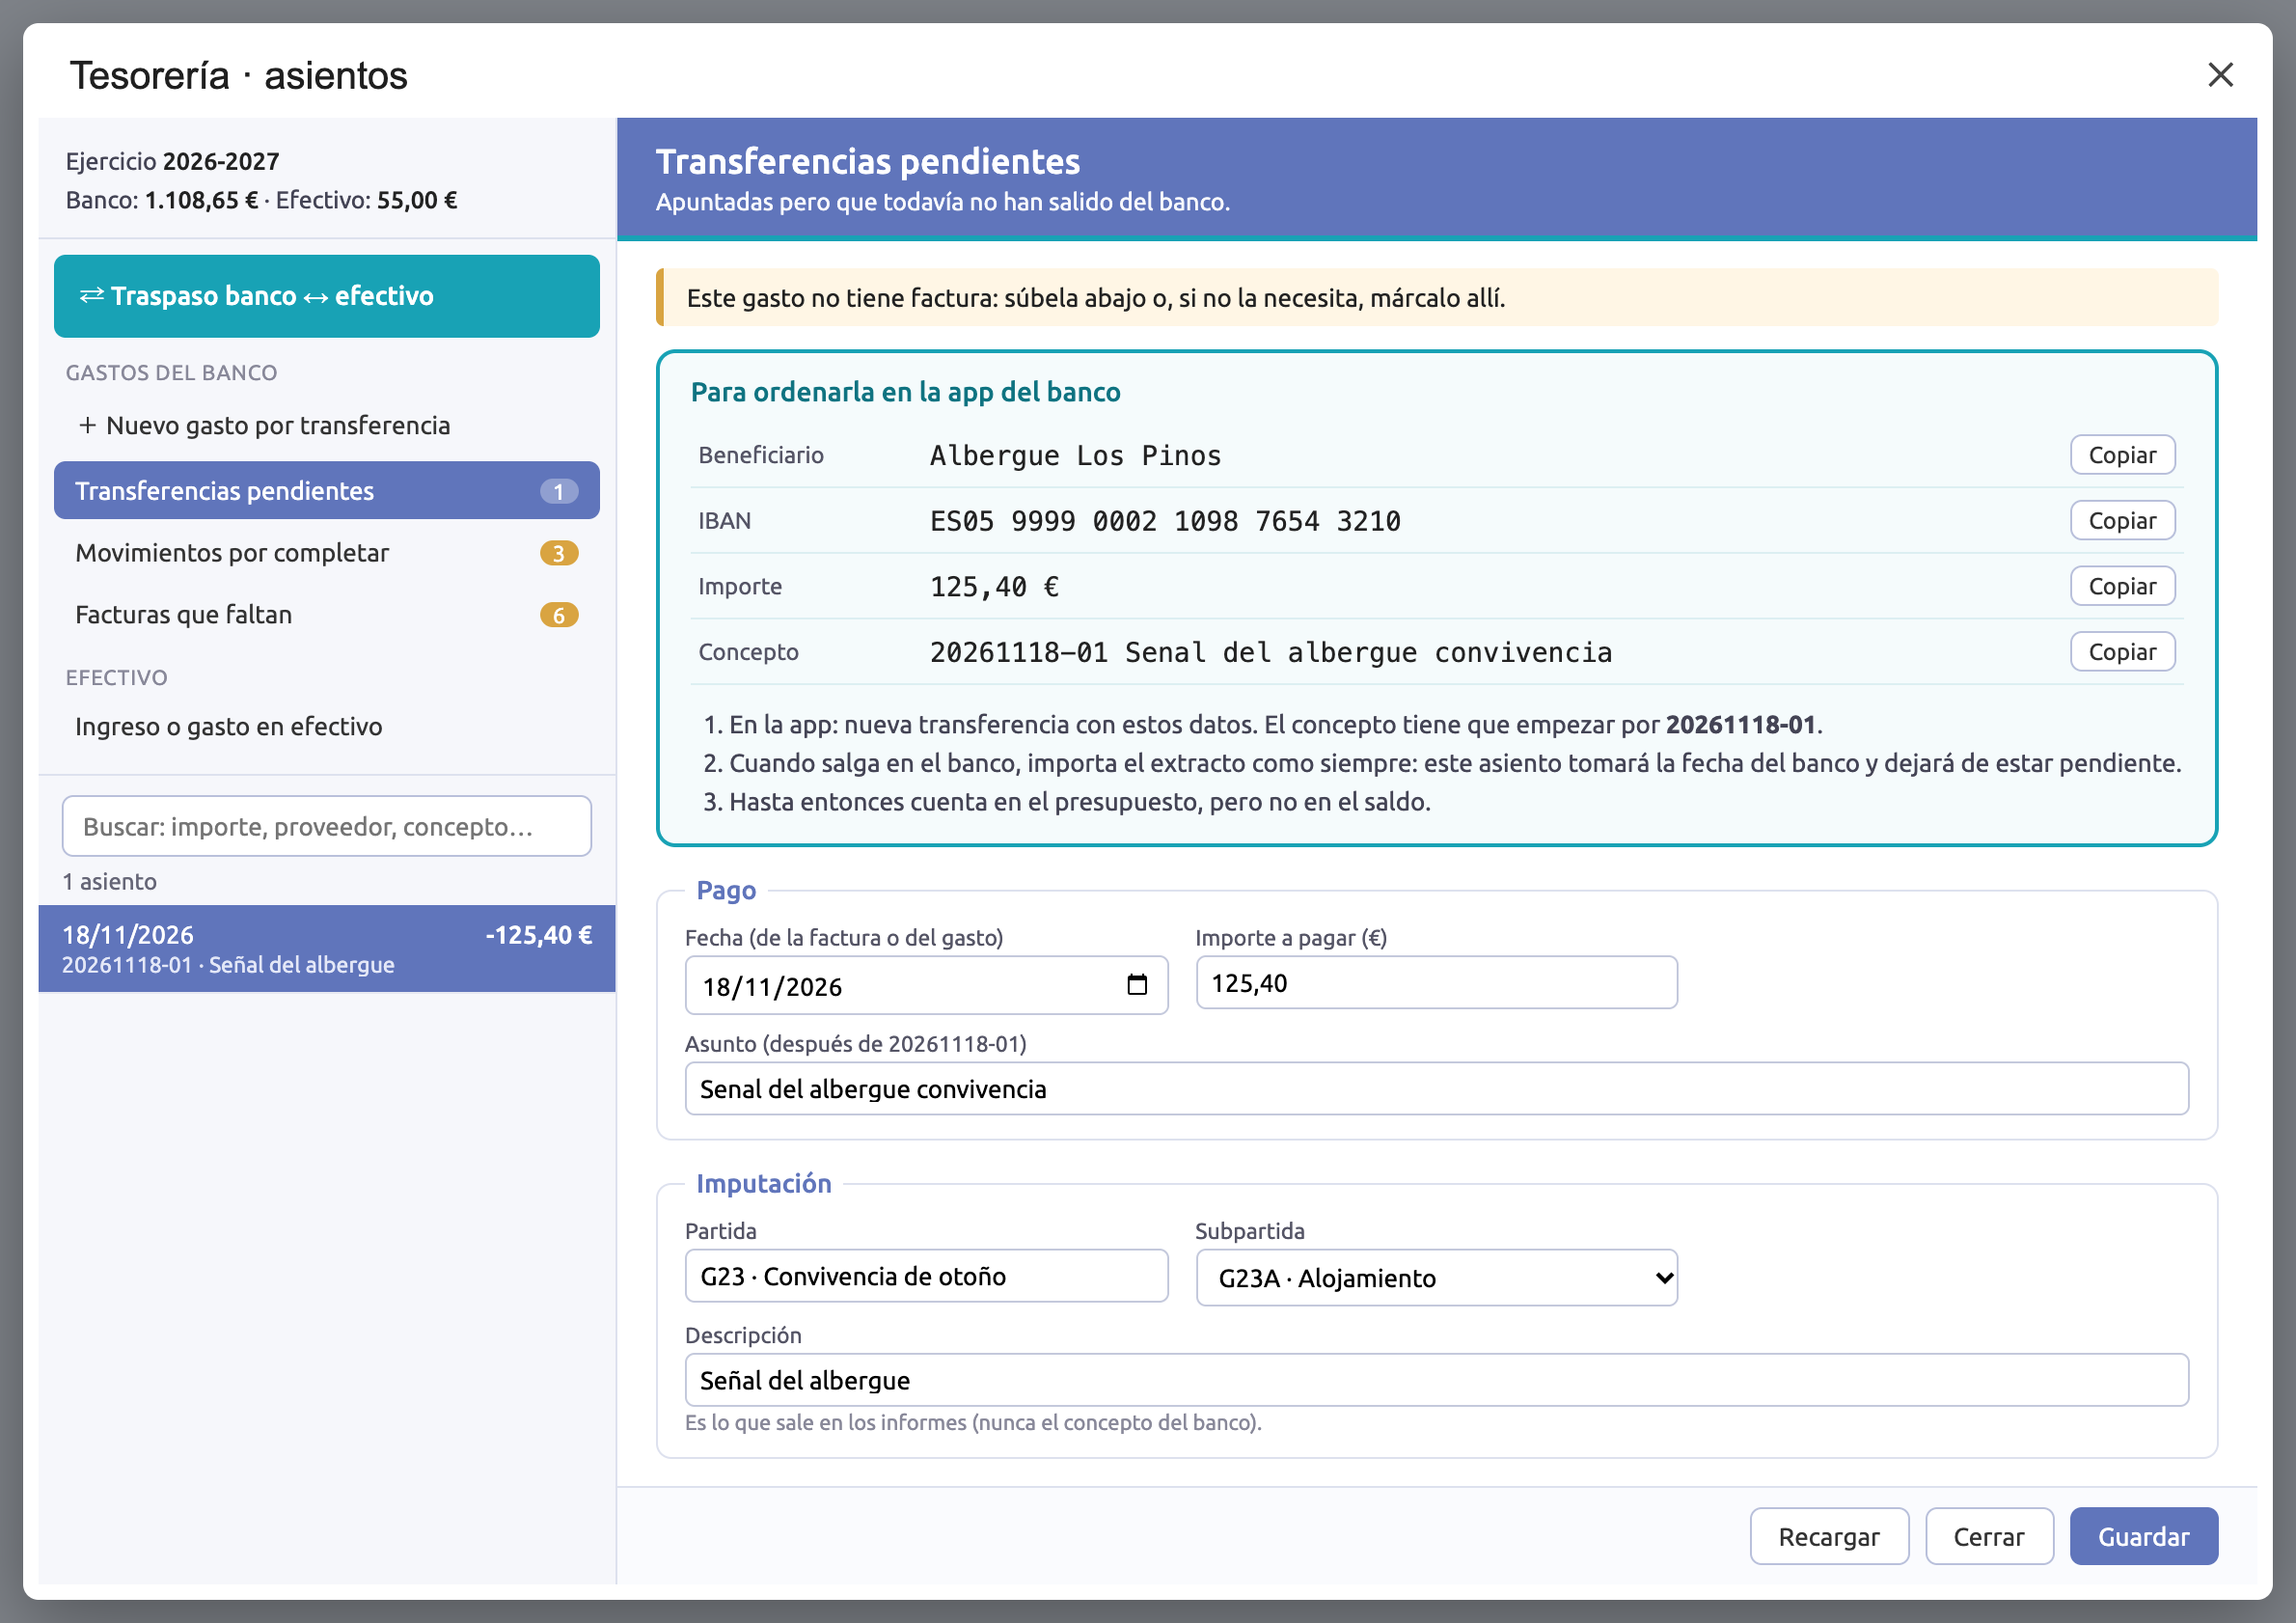 Tesorería · asientos
Ejercicio 2026-2027
Banco: 1.108,65 € · Efectivo: 55,00 €
⇄ Traspaso banco ↔ efectivo
GASTOS DEL BANCO
+ Nuevo gasto por transferencia
Transferencias pendientes 1
Movimientos por completar 3
Facturas que faltan 6
EFECTIVO
Ingreso o gasto en efectivo
Buscar: importe, proveedor, concepto…
1 asiento
18/11/2026 -125,40 €
20261118-01 · Señal del albergue
Transferencias pendientes
Apuntadas pero que todavía no han salido del banco.
Este gasto no tiene factura: súbela abajo o, si no la necesita, márcalo allí.
Para ordenarla en la app del banco
Beneficiario Albergue Los Pinos Copiar
IBAN ES05 9999 0002 1098 7654 3210 Copiar
Importe 125,40 € Copiar
Concepto 20261118-01 Senal del albergue convivencia Copiar
1. En la app: nueva transferencia con estos datos. El concepto tiene que empezar por 20261118-01.
2. Cuando salga en el banco, importa el extracto como siempre: este asiento tomará la fecha del banco y dejará de estar pendiente.
3. Hasta entonces cuenta en el presupuesto, pero no en el saldo.
Pago
Fecha (de la factura o del gasto) Importe a pagar (€)
18/11/2026 125,40
Asunto (después de 20261118-01)
Senal del albergue convivencia
Imputación
Partida Subpartida
G23 · Convivencia de otoño G23A · Alojamiento
Descripción
Señal del albergue
Es lo que sale en los informes (nunca el concepto del banco).
Recargar Cerrar Guardar